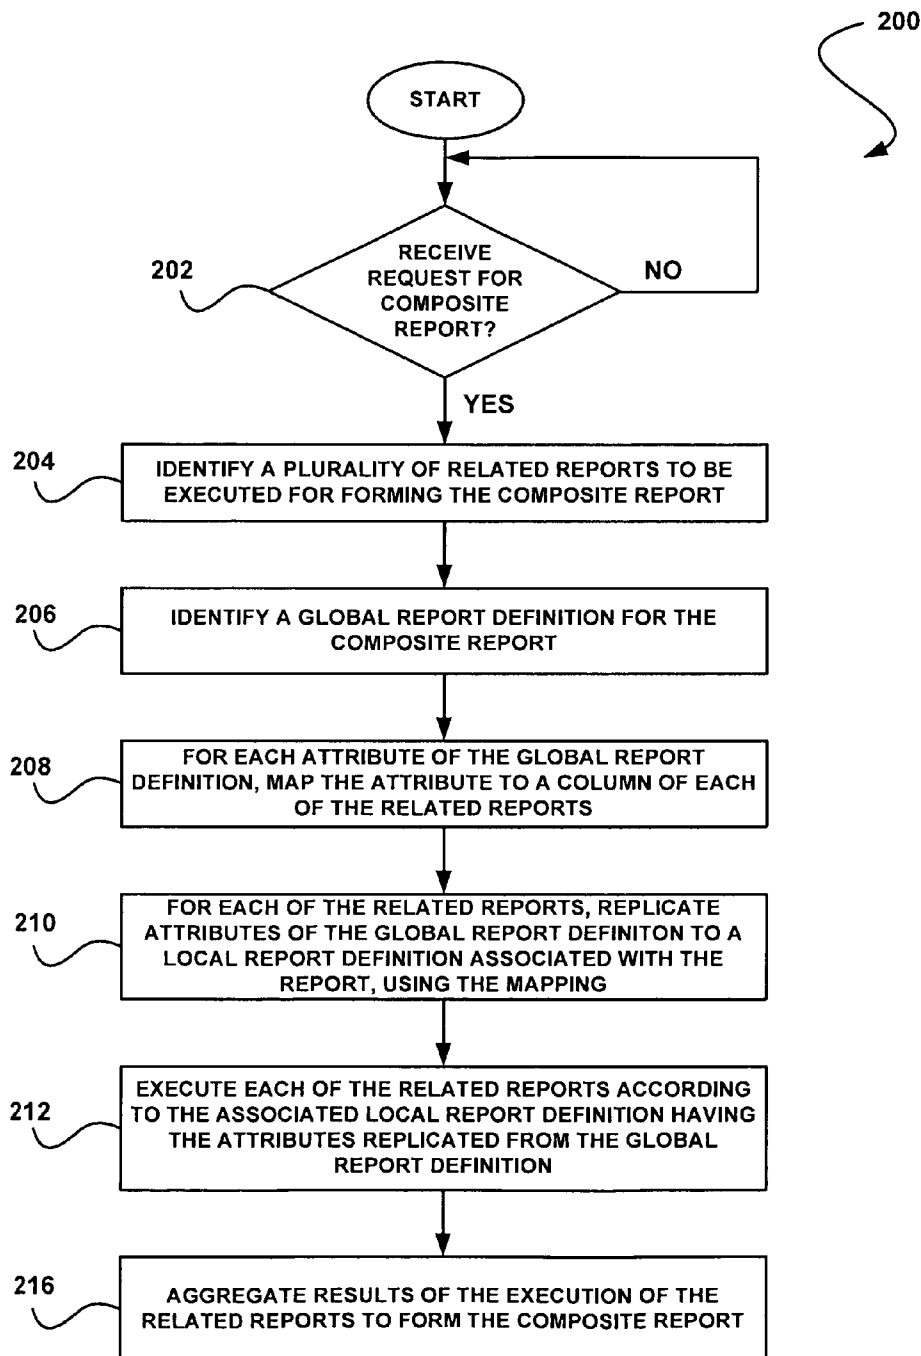 200
START
RECEIVE
REQUEST FOR
COMPOSITE
REPORT?
202
NO
YES
204
IDENTIFY A PLURALITY OF RELATED REPORTS TO BE
EXECUTED FOR FORMING THE COMPOSITE REPORT
206
IDENTIFY A GLOBAL REPORT DEFINITION FOR THE
COMPOSITE REPORT
208
FOR EACH ATTRIBUTE OF THE GLOBAL REPORT
DEFINITION, MAP THE ATTRIBUTE TO A COLUMN OF EACH
OF THE RELATED REPORTS
210
FOR EACH OF THE RELATED REPORTS, REPLICATE
ATTRIBUTES OF THE GLOBAL REPORT DEFINITON TO A
LOCAL REPORT DEFINITION ASSOCIATED WITH THE
REPORT, USING THE MAPPING
212
EXECUTE EACH OF THE RELATED REPORTS ACCORDING
TO THE ASSOCIATED LOCAL REPORT DEFINITION HAVING
THE ATTRIBUTES REPLICATED FROM THE GLOBAL
REPORT DEFINITION
216
AGGREGATE RESULTS OF THE EXECUTION OF THE
RELATED REPORTS TO FORM THE COMPOSITE REPORT